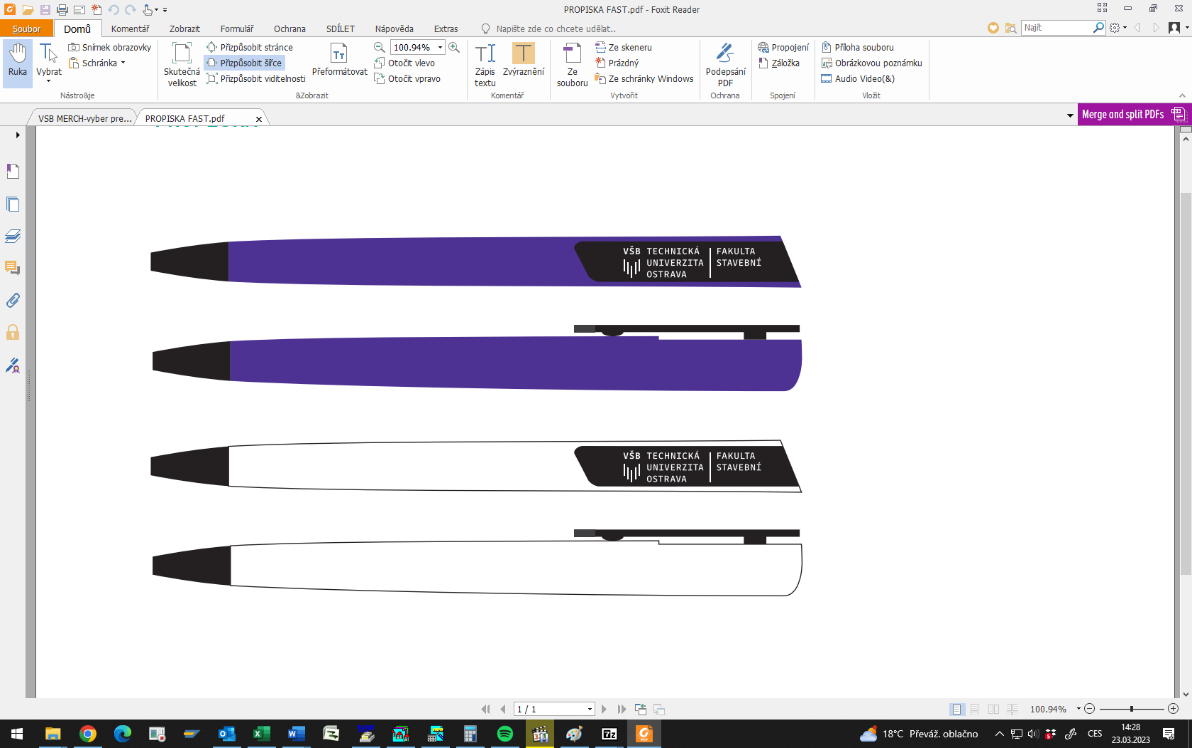 PROPISKA FAST.pdf - Foxit Reader
Soubor
Domů
Komentář
Zobrazit
Formulář
Ochrana
SDÍLET
Nápověda
Extras
Napište zde co chcete udělat..
Najít
Ruka
Vybrat
Snímek obrazovky
Schránka
Nástro&je
Skutečná
velikost
Přizpůsobit stránce
Přizpůsobit šířce
Přizpůsobit viditelnosti
Přeformátovat
100.94%
Otočit vlevo
Otočit vpravo
&Zobrazit
Zápis
textu
Zvýraznění
Komentář
Ze
souboru
Ze skeneru
Prázdný
Ze schránky Windows
Vytvořit
Podepsání
PDF
Ochrana
Propojení
Záložka
Spojení
Příloha souboru
Obrázkovou poznámku
Audio Video(&)
Vložit
VSB MERCH-vyber pre...
PROPISKA FAST.pdf
Merge and split PDFs
VŠB TECHNICKÁ FAKULTA
UNIVERZITA STAVEBNÍ
OSTRAVA
VŠB TECHNICKÁ FAKULTA
UNIVERZITA STAVEBNÍ
OSTRAVA
1 / 1
100.94%
18°C Převáž. oblačno
CES
14:28
23.03.2023